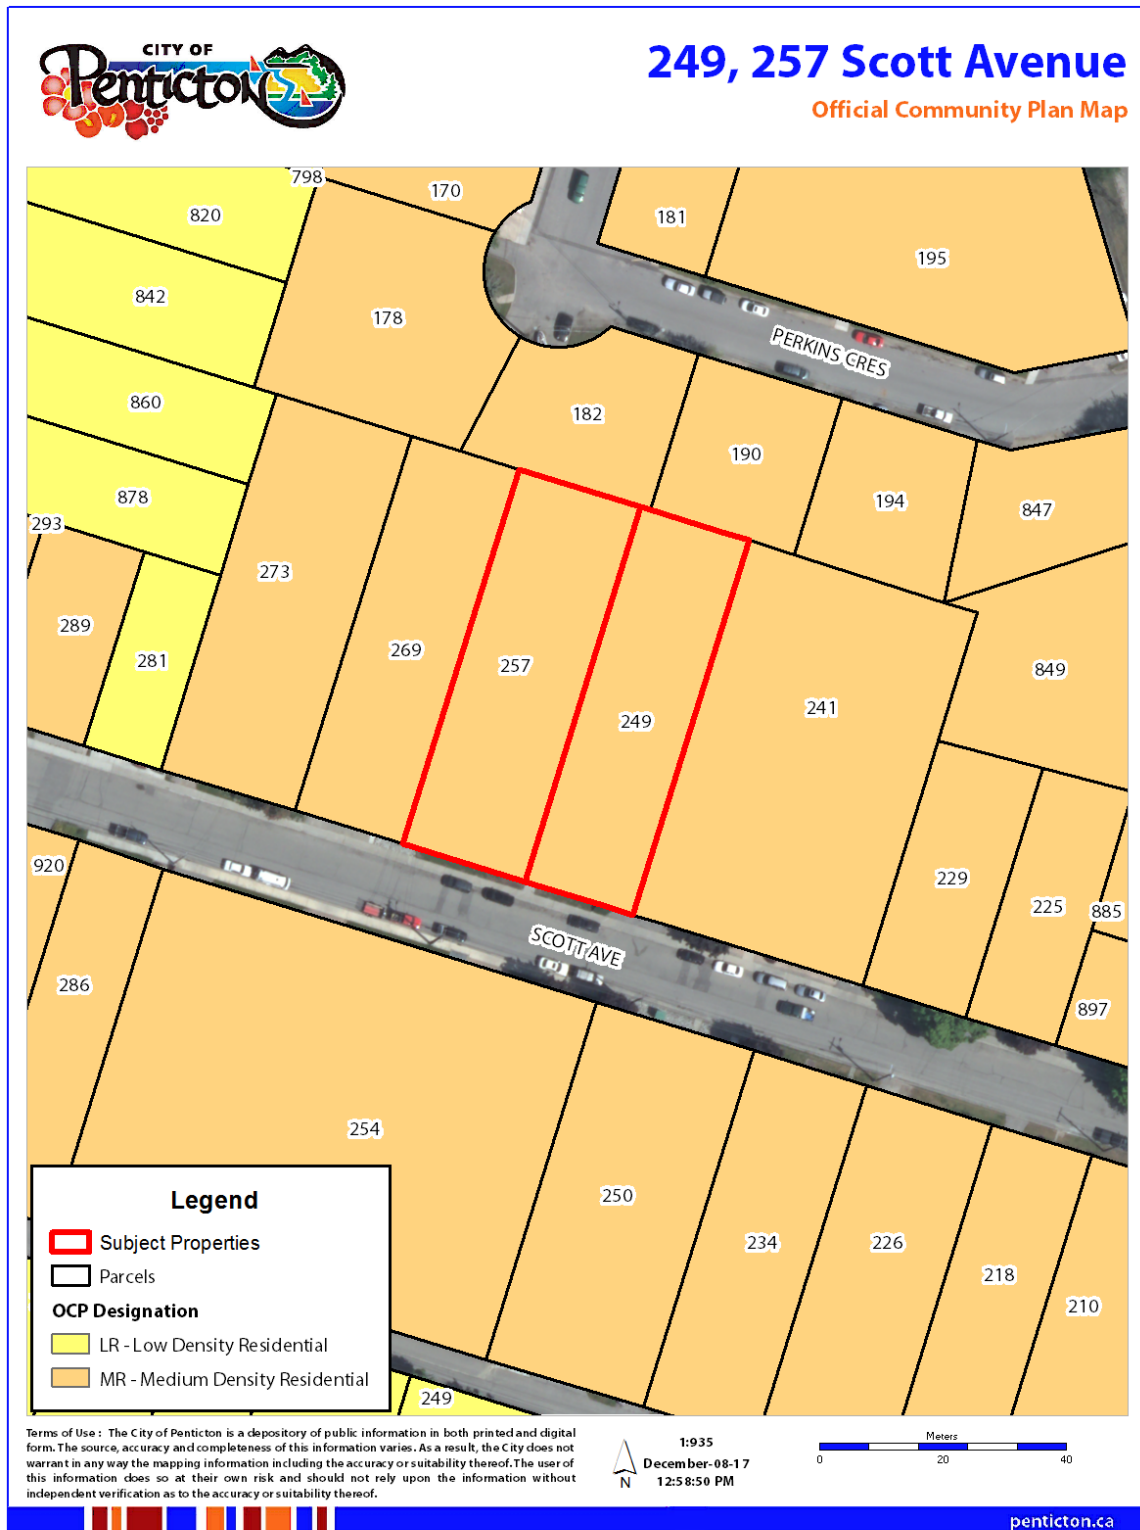 CITY OF
Penticton
249, 257 Scott Avenue
Official Community Plan Map
798
170
820
181
195
842
178
PERKINS CRES
860
182
190
878
194
847
293
273
289
269
281
257
849
249
241
920
229
225
885
SCOTT AVE
286
897
254
250
234
226
218
210
Legend
Subject Properties
Parcels
OCP Designation
LR - Low Density Residential
MR - Medium Density Residential
249
Terms of Use : The City of Penticton is a depository of public information in both printed and digital
form. The source, accuracy and completeness of this information varies. As a result, the City does not
warrant in any way the mapping information including the accuracy or suitability thereof. The user of
this information does so at their own risk and should not rely upon the information without
independent verification as to the accuracy or suitability thereof.
N
1:935
December-08-17
12:58:50 PM
Meters
0 20 40
penticton.ca